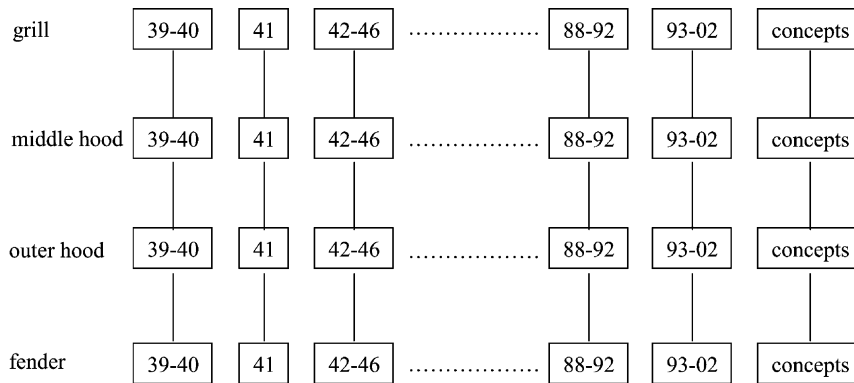 grill 39-40 41 42-46 ..................... 88-92 93-02 concepts
middle hood 39-40 41 42-46 ..................... 88-92 93-02 concepts
outer hood 39-40 41 42-46 ..................... 88-92 93-02 concepts
fender 39-40 41 42-46 ..................... 88-92 93-02 concepts